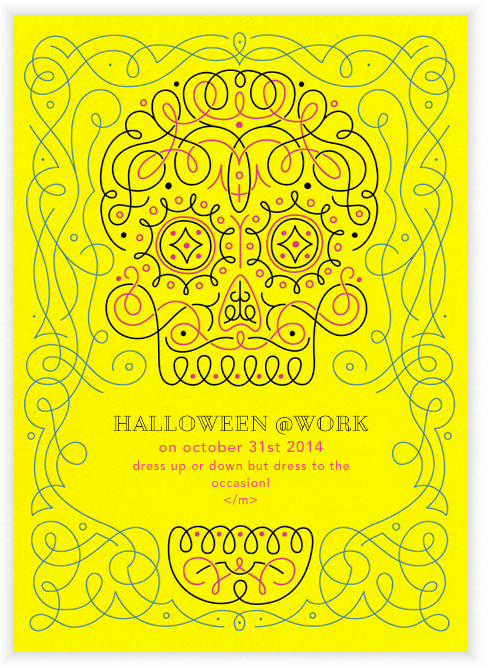 HALLOWEEN @WORK
on october 31st 2014
dress up or down but dress to the
occasion!
</m>